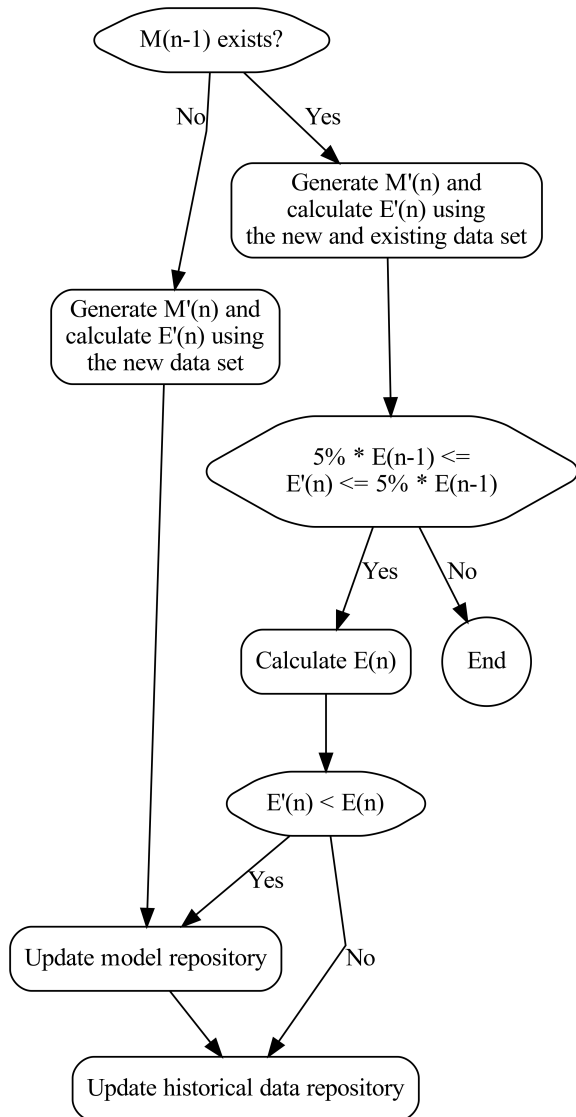 M(n-1) exists?
No
Yes
Generate M'(n) and
calculate E'(n) using
the new and existing data set
Generate M'(n) and
calculate E'(n) using
the new data set
5% * E(n-1) <=
E'(n) <= 5% * E(n-1)
Yes
No
Calculate E(n)
End
E'(n) < E(n)
Yes
No
Update model repository
Update historical data repository